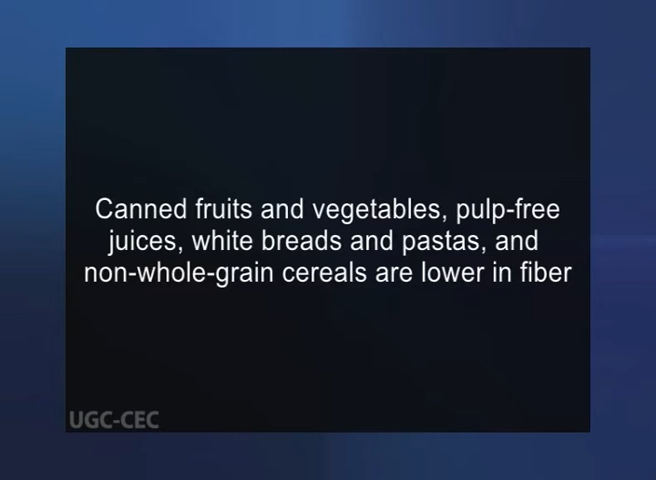 Canned fruits and vegetables, pulp-free
juices, white breads and pastas, and
non-whole-grain cereals are lower in fiber
UGC-CEC